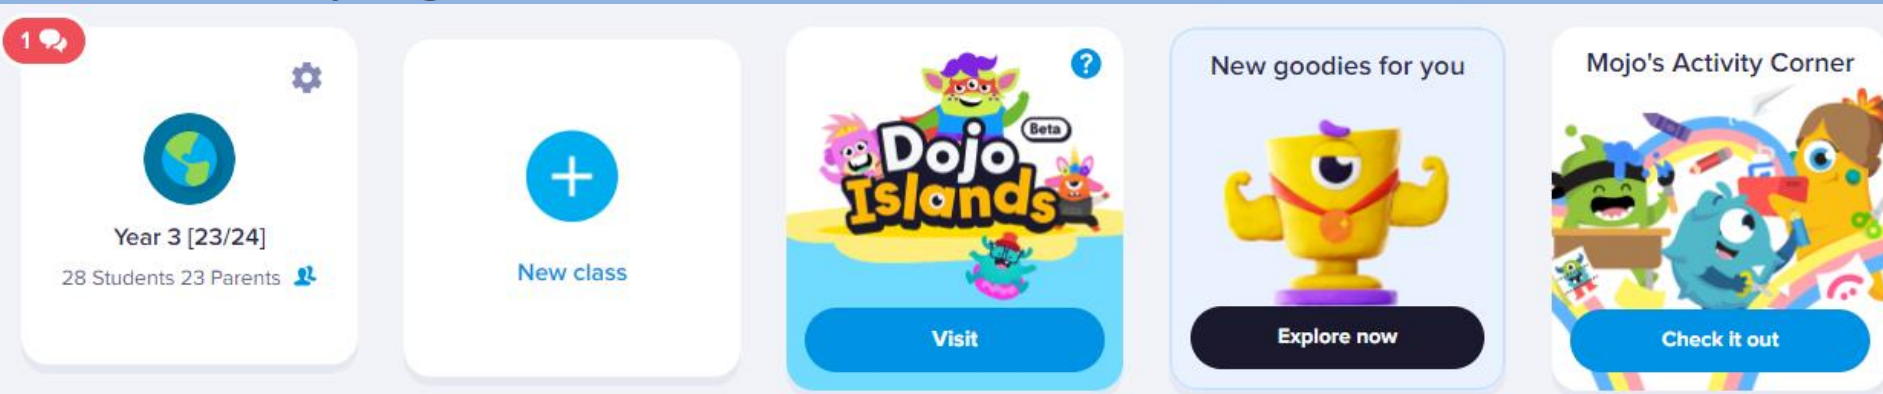 1
Year 3 [23/24]
28 Students 23 Parents
New class
Dojo
Islands
Beta
?
Visit
New goodies for you
Explore now
Mojo's Activity Corner
Check it out